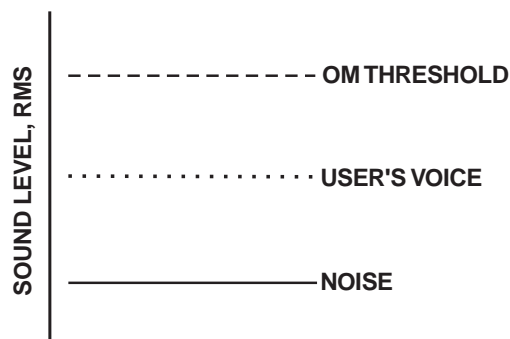 SOUND LEVEL, RMS
OM THRESHOLD
USER'S VOICE
NOISE